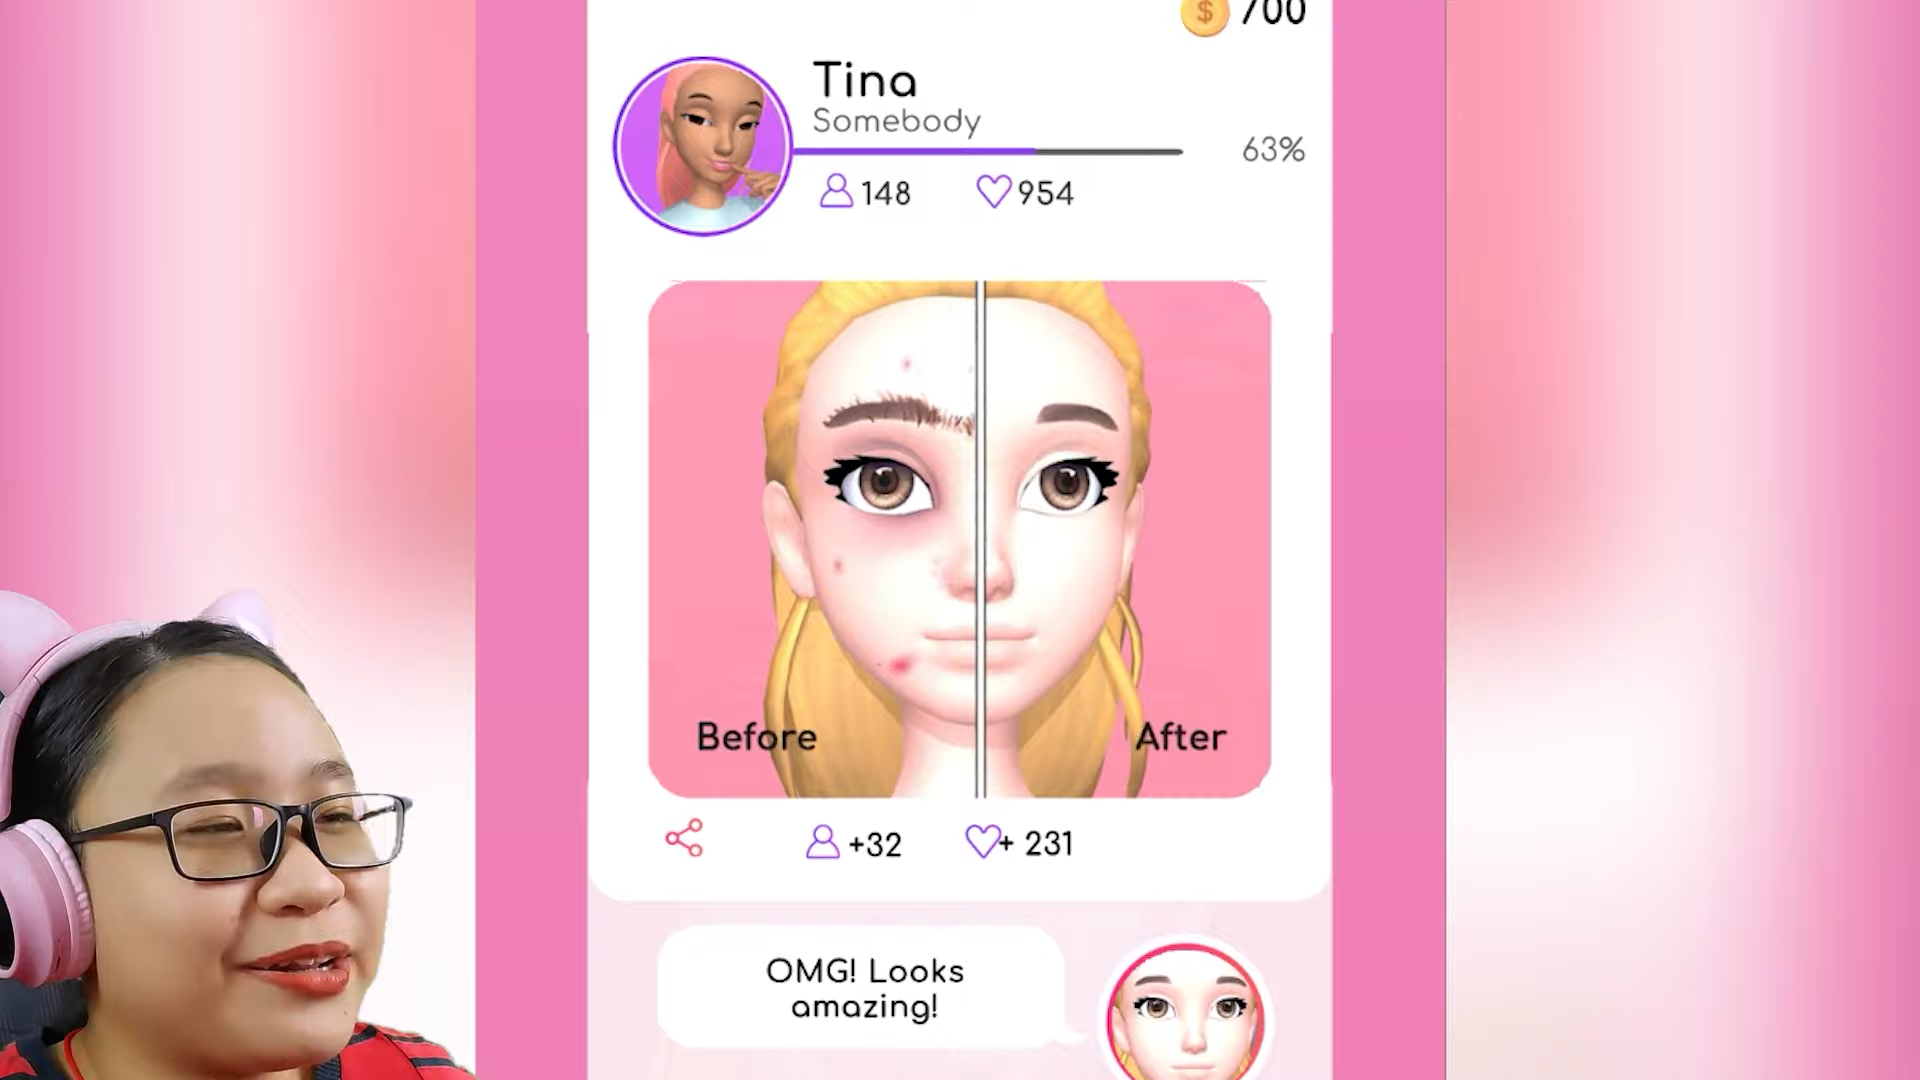 $ 700
Tina
Somebody
63%
148 954
Before After
+32 + 231
OMG! Looks
amazing!